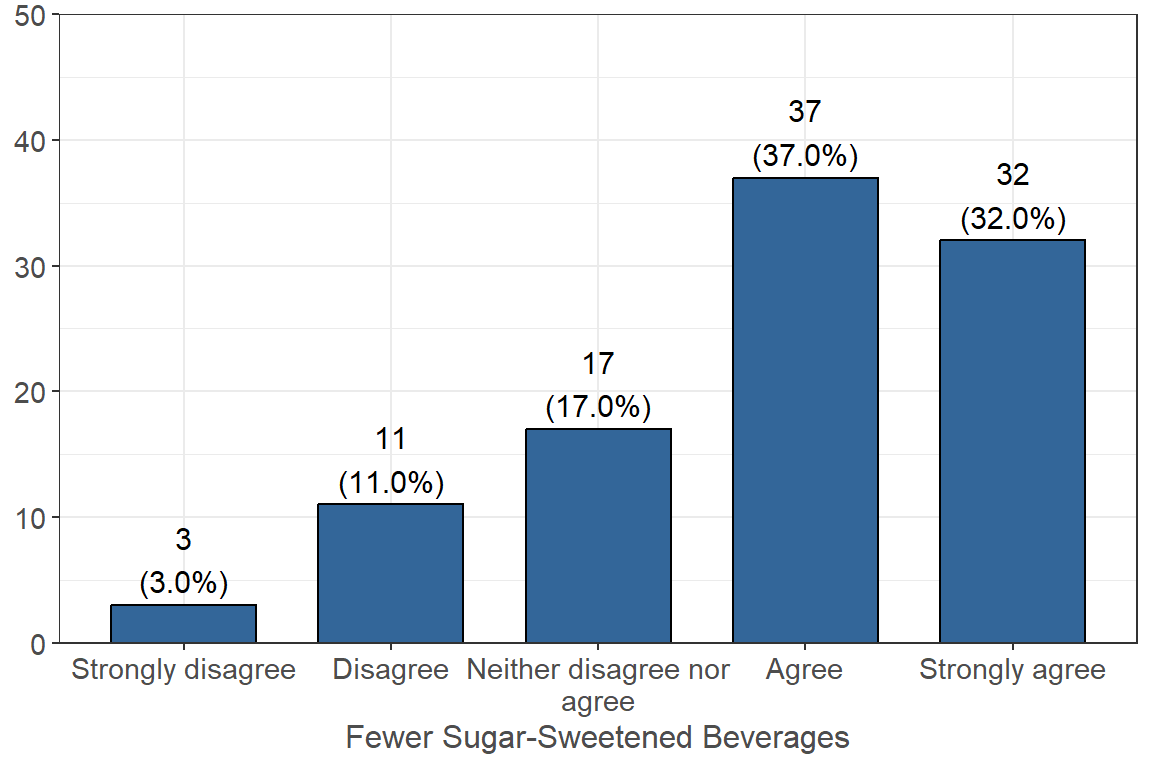 50
40
30
20
10
0
37
(37.0%)
32
(32.0%)
17
(17.0%)
11
(11.0%)
3
(3.0%)
Strongly disagree
Disagree
Neither disagree nor
agree
Agree
Strongly agree
Fewer Sugar-Sweetened Beverages